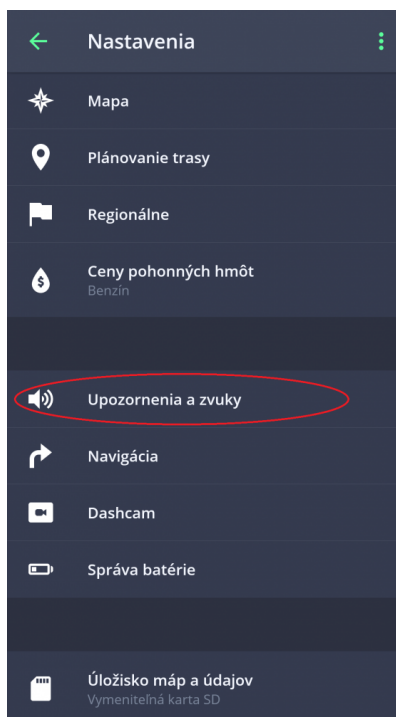 Nastavenia
Mapa
Plánovanie trasy
Regionálne
Ceny pohonných hmôt
Benzín
Upozornenia a zvuky
Navigácia
Dashcam
Správa batérie
Úložisko máp a údajov
Vymeniteľná karta SD